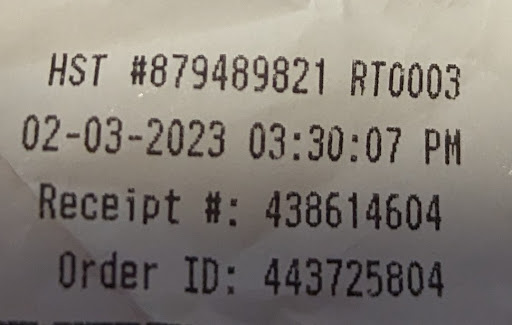 HST #879489821 RT0003
02-03-2023 03:30:07 PM
Receipt #: 438614604
Order ID: 443725804